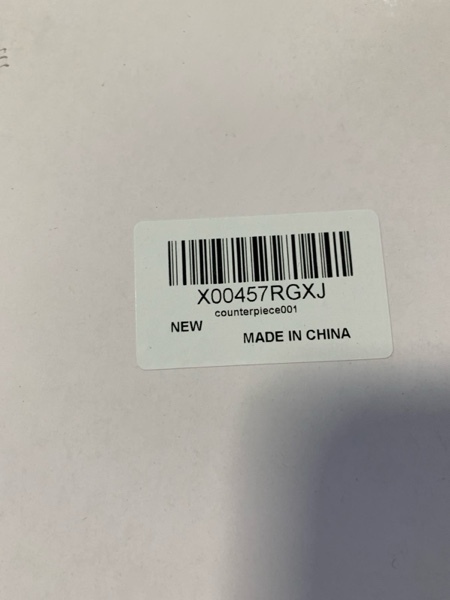 X00457RGXJ
counterpiece001
NEW
MADE IN CHINA